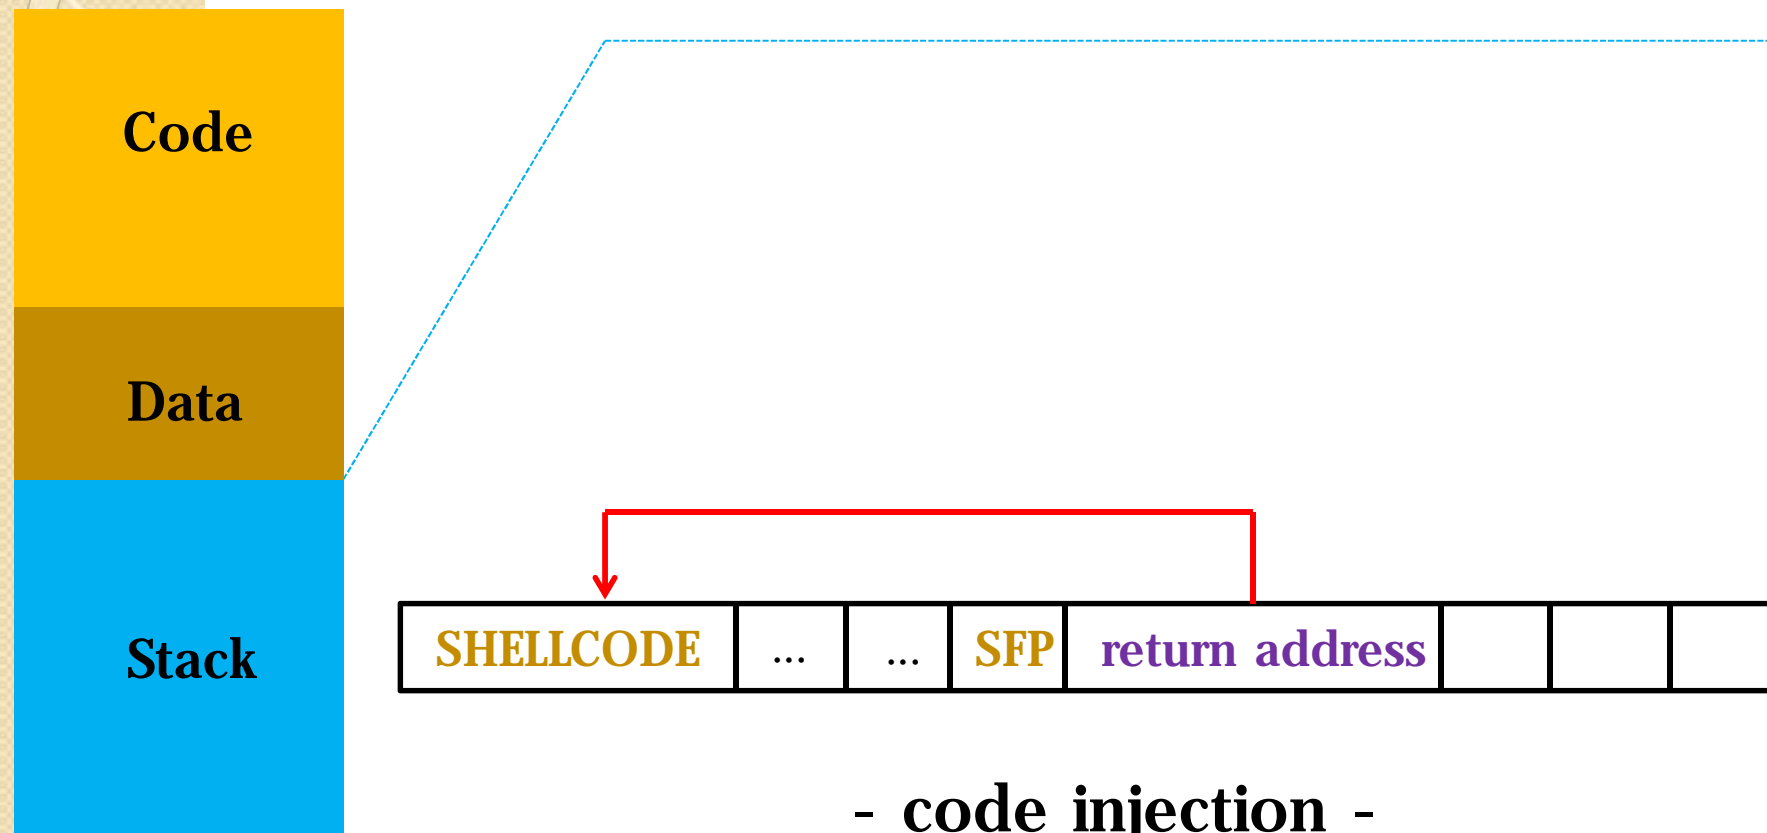 Code
Data
Stack
SHELLCODE ... ... SFP return address
- code injection -